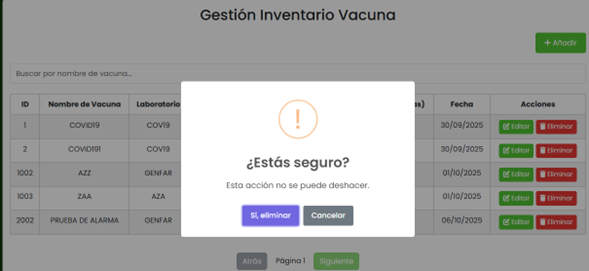 Gestión Inventario Vacuna
+ Añadir
Buscar por nombre de vacuna...
ID Nombre de Vacuna Laboratorio as) Fecha Acciones
1 COVID19 COV19 30/09/2025 Editar Eliminar
2 COVID191 COV19 30/09/2025 Editar Eliminar
1002 AZZ GENFAR 01/10/2025 Editar Eliminar
1003 ZAA AZA 01/10/2025 Editar Eliminar
2002 PRUEBA DE ALARMA GENFAR 06/10/2025 Editar Eliminar
!
¿Estás seguro?
Esta acción no se puede deshacer.
Sí, eliminar Cancelar
Atrás Página 1 Siguiente